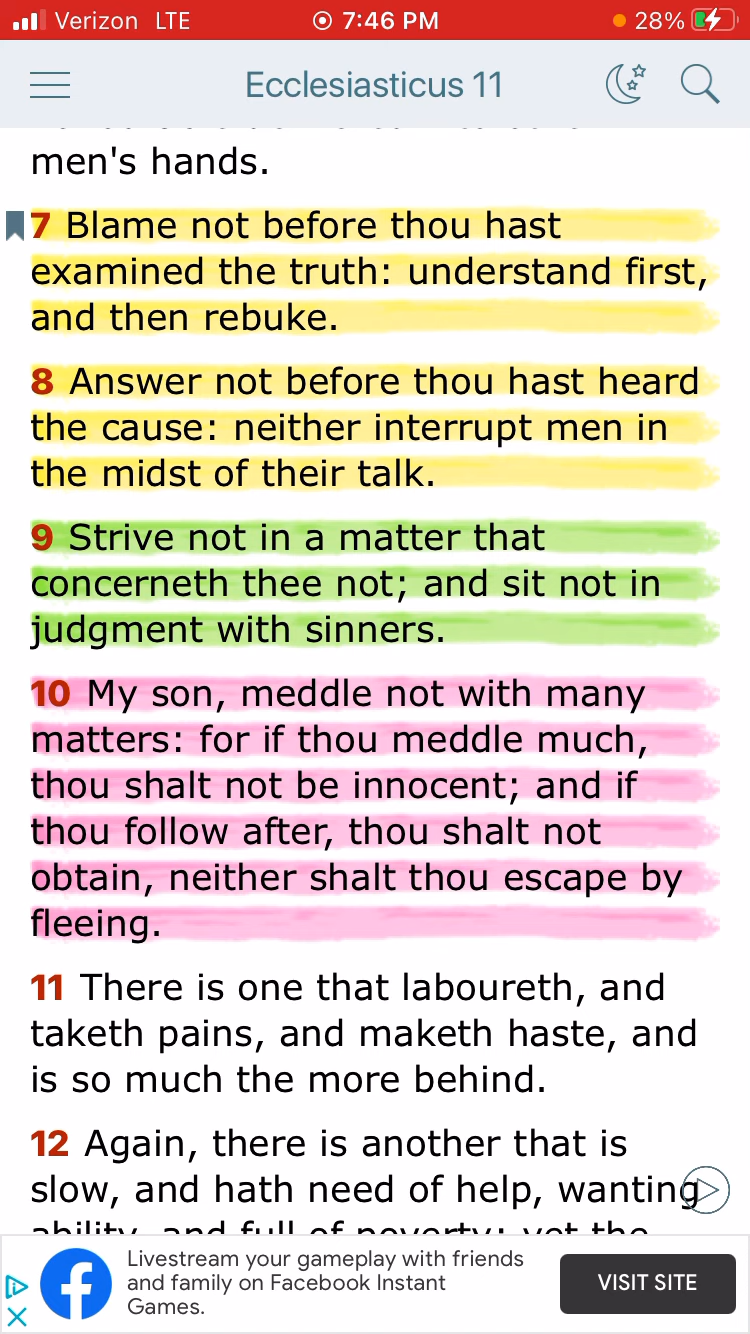 Verizon LTE 7:46 PM 28%
Ecclesiasticus 11
men's hands.
7 Blame not before thou hast
examined the truth: understand first,
and then rebuke.
8 Answer not before thou hast heard
the cause: neither interrupt men in
the midst of their talk.
9 Strive not in a matter that
concerneth thee not; and sit not in
judgment with sinners.
10 My son, meddle not with many
matters: for if thou meddle much,
thou shalt not be innocent; and if
thou follow after, thou shalt not
obtain, neither shalt thou escape by
fleeing.
11 There is one that laboureth, and
taketh pains, and maketh haste, and
is so much the more behind.
12 Again, there is another that is
slow, and hath need of help, wanting
ability, and full of poverty; yet the
Livestream your gameplay with friends
and family on Facebook Instant
Games.
VISIT SITE